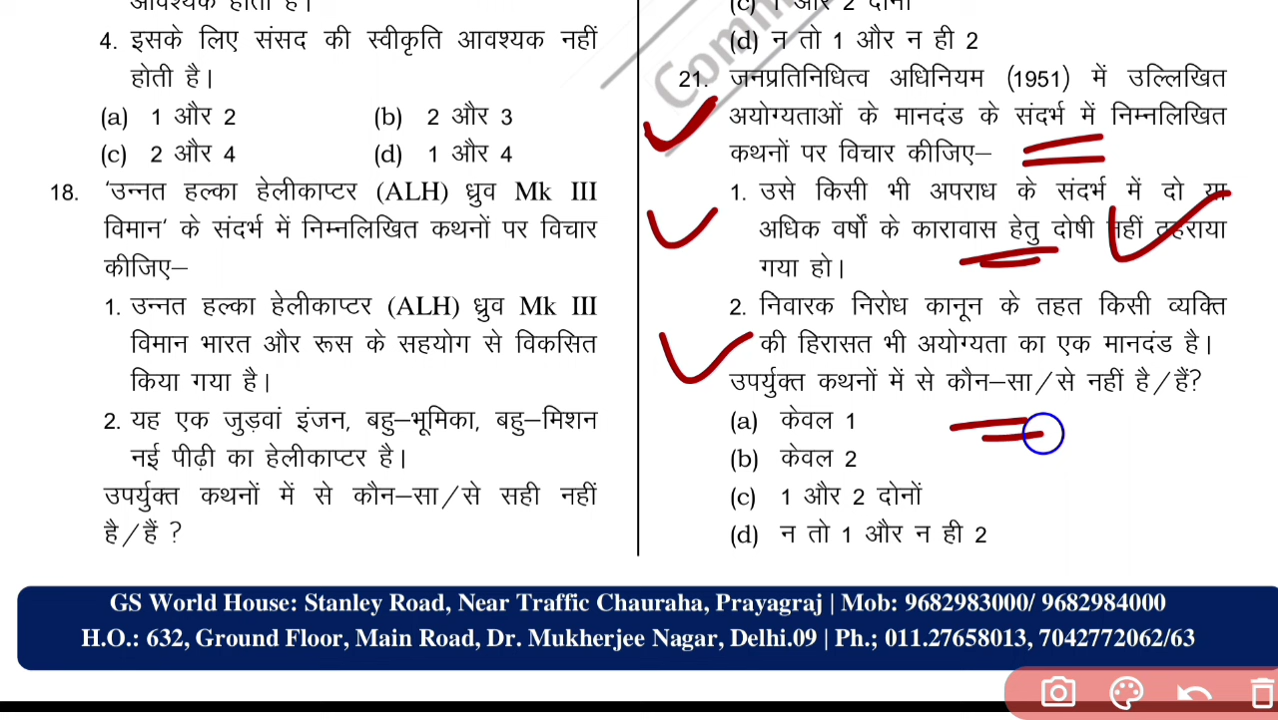 आवश्यक होता है।
4. इसके लिए संसद की स्वीकृति आवश्यक नहीं
होती है।
(a) 1 और 2 (b) 2 और 3
(c) 2 और 4 (d) 1 और 4
18. ‘उन्नत हल्का हेलीकाप्टर (ALH) ध्रुव Mk III
विमान’ के संदर्भ में निम्नलिखित कथनों पर विचार
कीजिए–
1. उन्नत हल्का हेलीकाप्टर (ALH) ध्रुव Mk III
विमान भारत और रूस के सहयोग से विकसित
किया गया है।
2. यह एक जुड़वां इंजन, बहु–भूमिका, बहु–मिशन
नई पीढ़ी का हेलीकाप्टर है।
उपर्युक्त कथनों में से कौन–सा/से सही नहीं
है/हैं ?
(c) 1 और 2 दोनों
(d) न तो 1 और न ही 2
21. जनप्रतिनिधित्व अधिनियम (1951) में उल्लिखित
अयोग्यताओं के मानदंड के संदर्भ में निम्नलिखित
कथनों पर विचार कीजिए–
1. उसे किसी भी अपराध के संदर्भ में दो या
अधिक वर्षों के कारावास हेतु दोषी नहीं ठहराया
गया हो।
2. निवारक निरोध कानून के तहत किसी व्यक्ति
की हिरासत भी अयोग्यता का एक मानदंड है।
उपर्युक्त कथनों में से कौन–सा/से नहीं है/हैं?
(a) केवल 1
(b) केवल 2
(c) 1 और 2 दोनों
(d) न तो 1 और न ही 2
GS World House: Stanley Road, Near Traffic Chauraha, Prayagraj | Mob: 9682983000/ 9682984000
H.O.: 632, Ground Floor, Main Road, Dr. Mukherjee Nagar, Delhi.09 | Ph.; 011.27658013, 7042772062/63